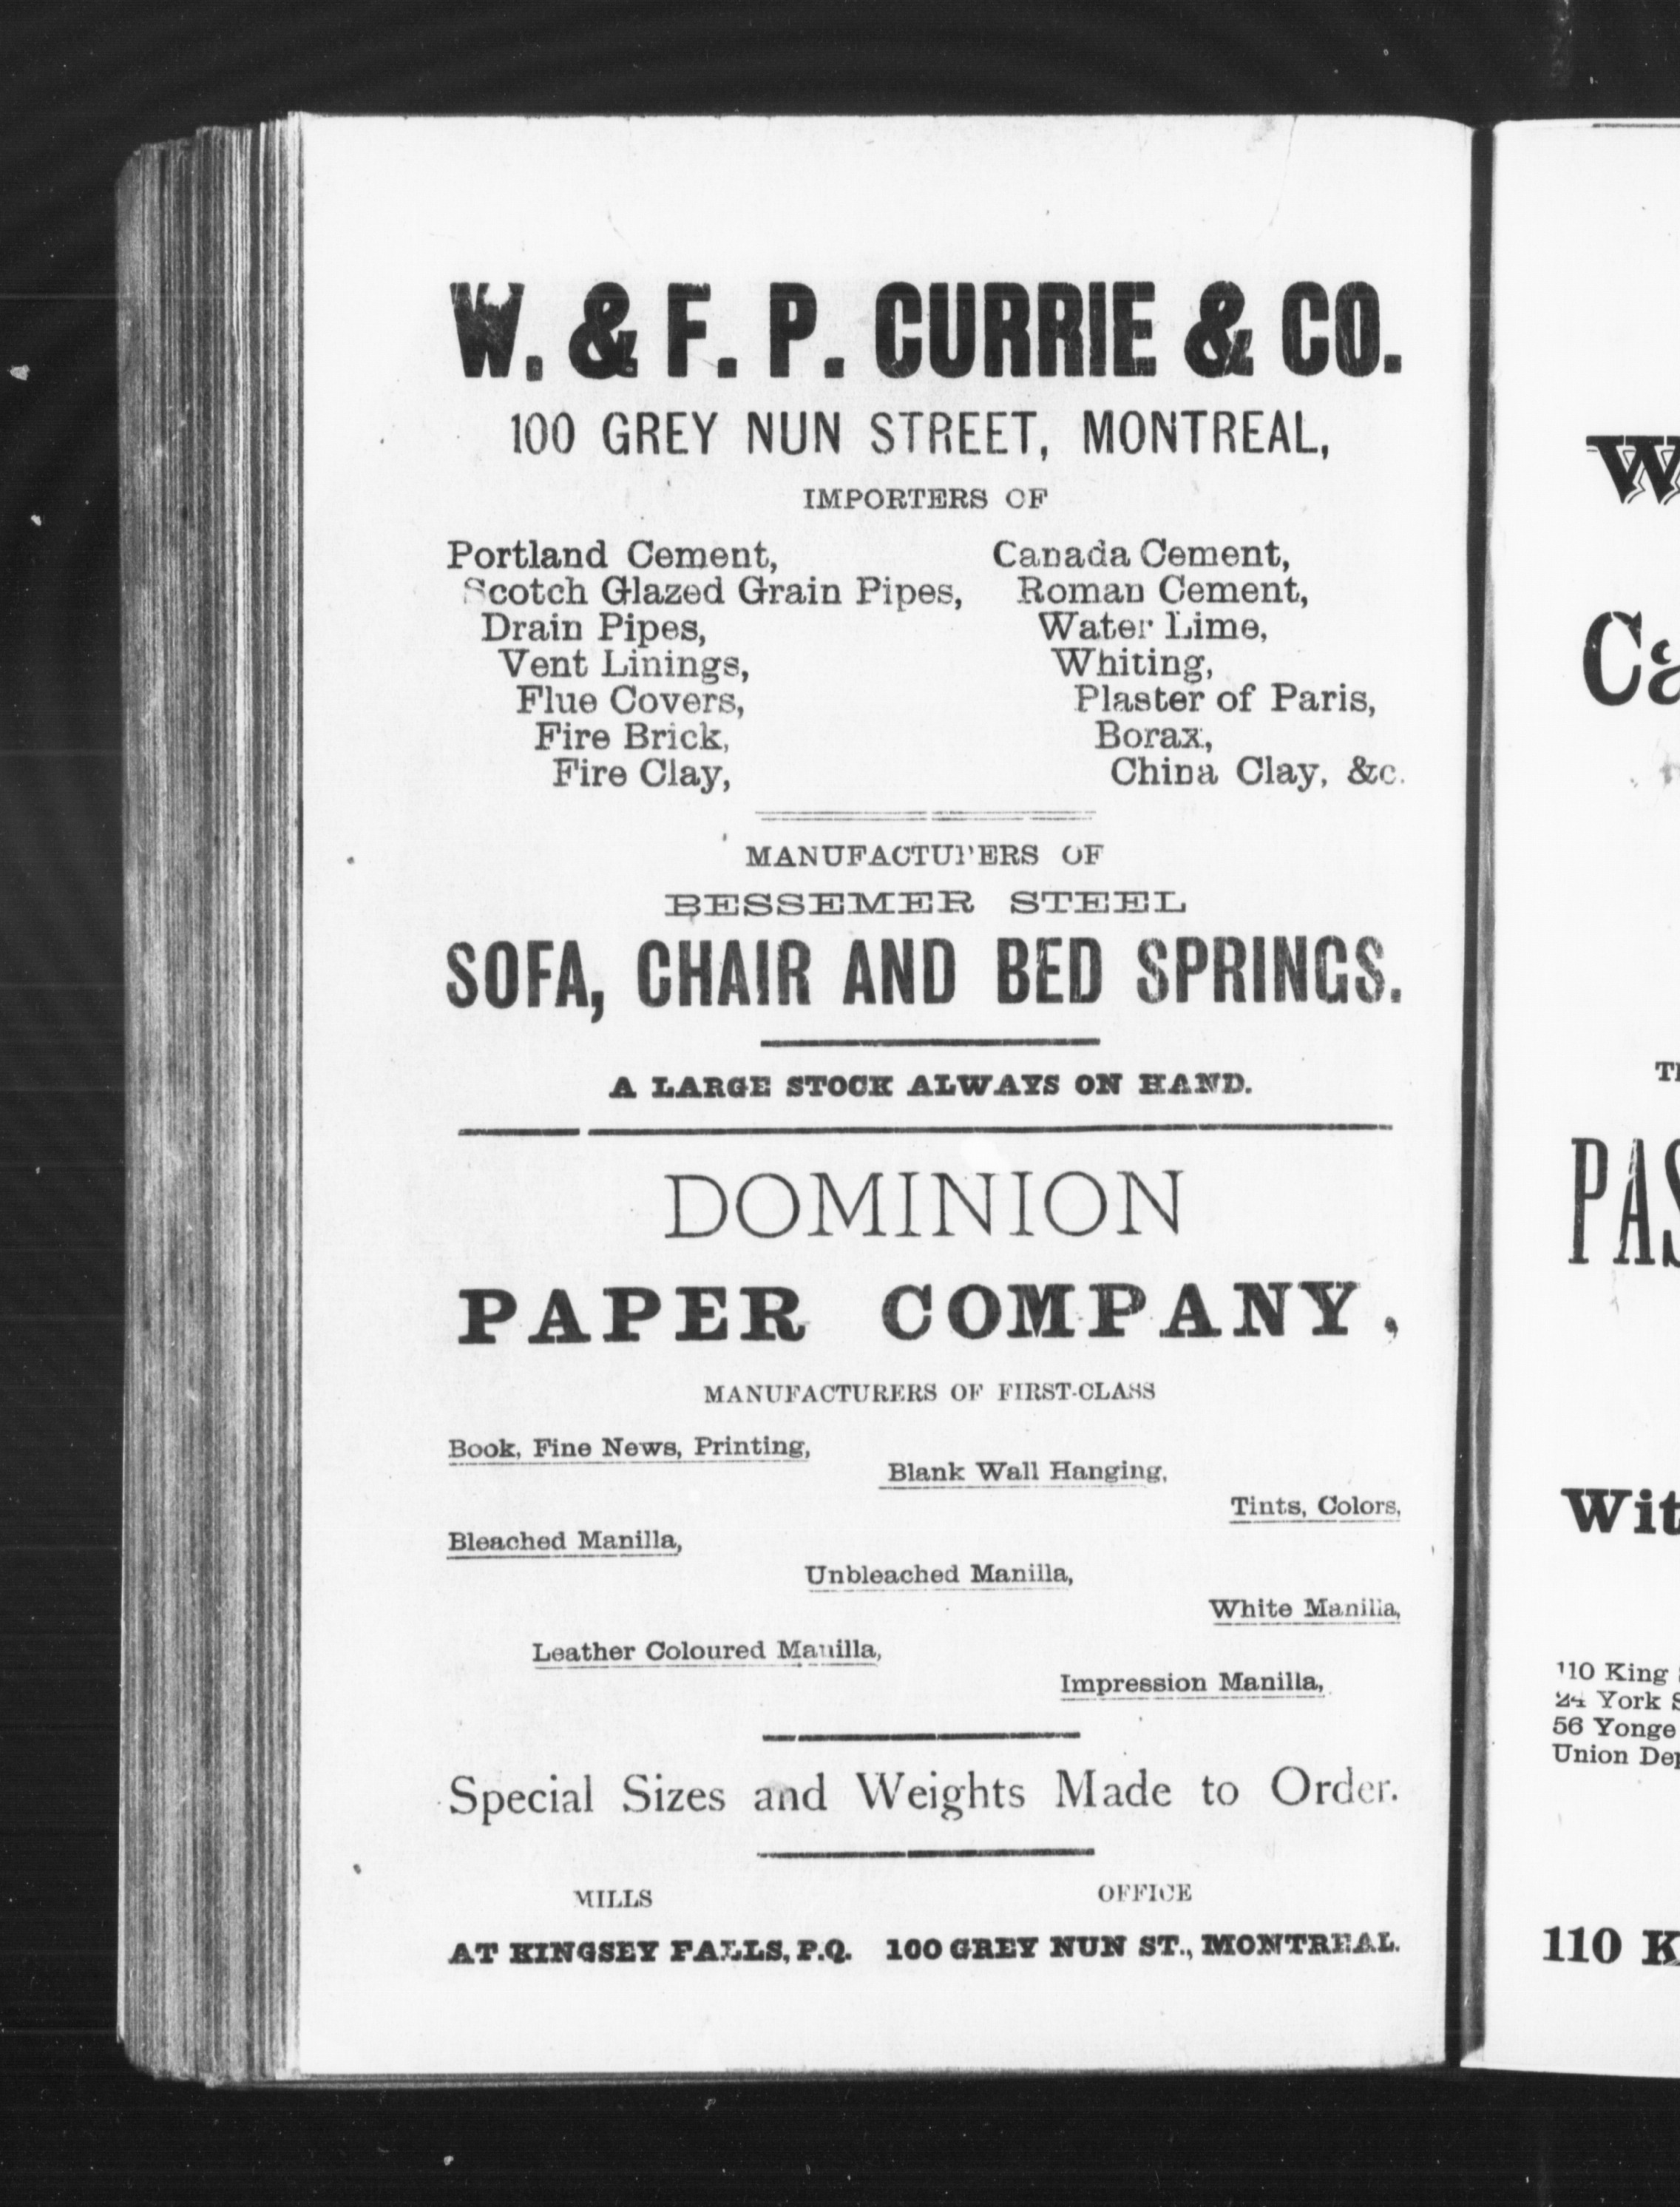 W. & F. P. CURRIE & CO.
100 GREY NUN STREET, MONTREAL,
IMPORTERS OF
Portland Cement,
Scotch Glazed Grain Pipes,
Drain Pipes,
Vent Linings,
Flue Covers,
Fire Brick,
Fire Clay,
Canada Cement,
Roman Cement,
Water Lime,
Whiting,
Plaster of Paris,
Borax,
China Clay, &c.
MANUFACTURERS OF
BESSEMER STEEL
SOFA, CHAIR AND BED SPRINGS.
A LARGE STOCK ALWAYS ON HAND.
DOMINION
PAPER COMPANY,
MANUFACTURERS OF FIRST-CLASS
Book, Fine News, Printing,
Blank Wall Hanging,
Tints, Colors,
Bleached Manilla,
Unbleached Manilla,
White Manilla,
Leather Coloured Manilla,
Impression Manilla,
Special Sizes and Weights Made to Order.
MILLS
AT KINGSEY FALLS, P.Q.
OFFICE
100 GREY NUN ST., MONTREAL.
110 King
24 York
56 Yonge
Union
110